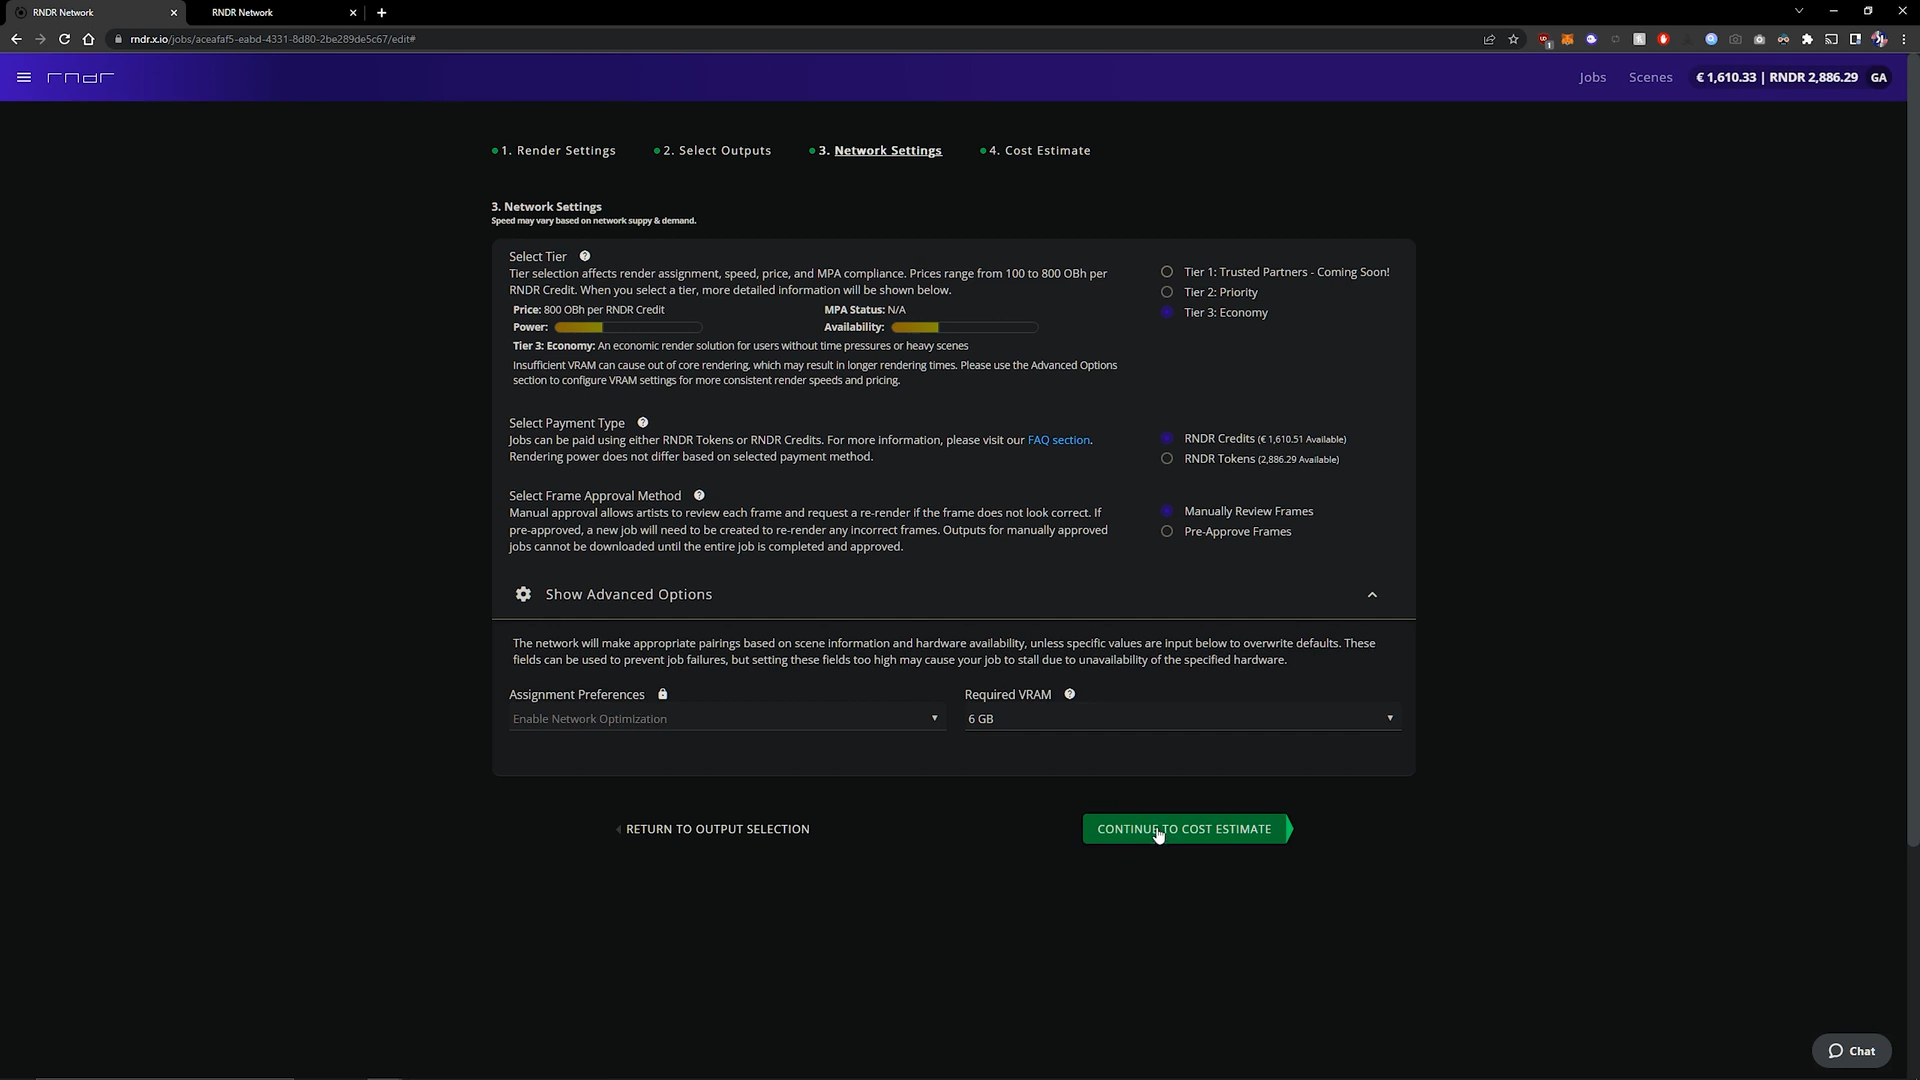 RNDR Network
RNDR Network
rndr.x.io/jobs/aceafaf5-eabd-4331-8d80-2be289de5c67/edit#
rndr
Jobs
Scenes
€ 1,610.33 | RNDR 2,886.29
GA
1. Render Settings
2. Select Outputs
3. Network Settings
4. Cost Estimate
3. Network Settings
Speed may vary based on network suppy & demand.
Select Tier
Tier selection affects render assignment, speed, price, and MPA compliance. Prices range from 100 to 800 OBh per
RNDR Credit. When you select a tier, more detailed information will be shown below.
Price: 800 OBh per RNDR Credit
MPA Status: N/A
Power:
Availability:
Tier 3: Economy: An economic render solution for users without time pressures or heavy scenes
Insufficient VRAM can cause out of core rendering, which may result in longer rendering times. Please use the Advanced Options
section to configure VRAM settings for more consistent render speeds and pricing.
Tier 1: Trusted Partners - Coming Soon!
Tier 2: Priority
Tier 3: Economy
Select Payment Type
Jobs can be paid using either RNDR Tokens or RNDR Credits. For more information, please visit our FAQ section.
Rendering power does not differ based on selected payment method.
RNDR Credits (€ 1,610.51 Available)
RNDR Tokens (2,886.29 Available)
Select Frame Approval Method
Manual approval allows artists to review each frame and request a re-render if the frame does not look correct. If
pre-approved, a new job will need to be created to re-render any incorrect frames. Outputs for manually approved
jobs cannot be downloaded until the entire job is completed and approved.
Manually Review Frames
Pre-Approve Frames
Show Advanced Options
The network will make appropriate pairings based on scene information and hardware availability, unless specific values are input below to overwrite defaults. These
fields can be used to prevent job failures, but setting these fields too high may cause your job to stall due to unavailability of the specified hardware.
Assignment Preferences
Enable Network Optimization
Required VRAM
6 GB
RETURN TO OUTPUT SELECTION
CONTINUE TO COST ESTIMATE
Chat